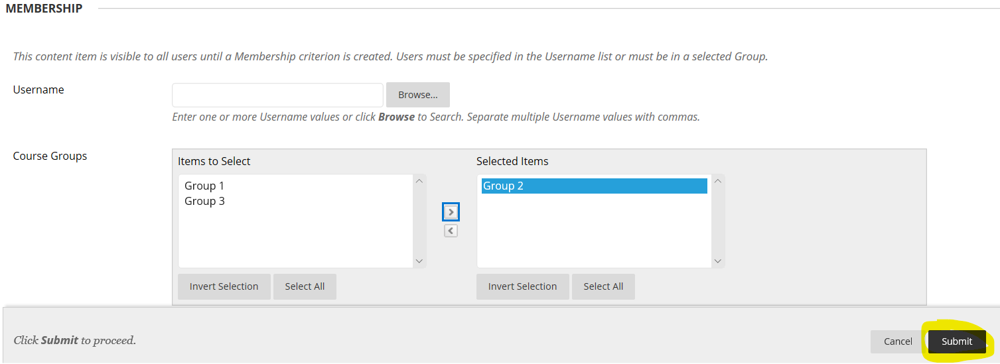 MEMBERSHIP
This content item is visible to all users until a Membership criterion is created. Users must be specified in the Username list or must be in a selected Group.
Username
Browse...
Enter one or more Username values or click Browse to Search. Separate multiple Username values with commas.
Course Groups
Items to Select
Group 1
Group 3
Invert Selection Select All
Selected Items
Group 2
Invert Selection Select All
Click Submit to proceed.
Cancel Submit